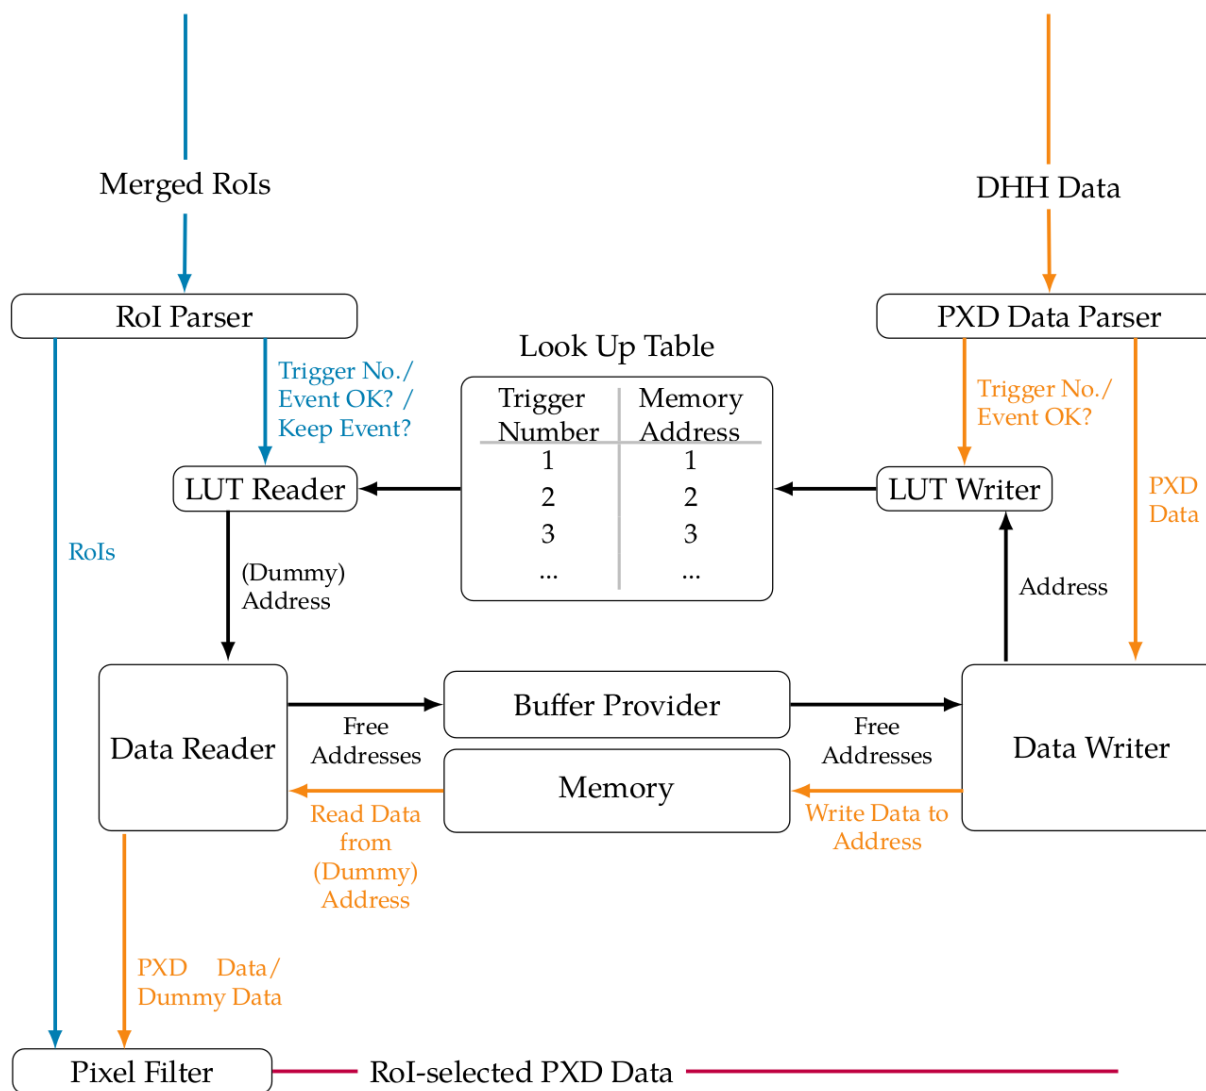 Merged RoIs
DHH Data
RoI Parser
PXD Data Parser
Look Up Table
Trigger No./
Event OK? /
Keep Event?
Trigger
Number
Memory
Address
Trigger No./
Event OK?
1
1
2
2
3
3
...
...
LUT Reader
LUT Writer
PXD
Data
RoIs
(Dummy)
Address
Address
Data Reader
Buffer Provider
Data Writer
Free
Addresses
Free
Addresses
Memory
Read Data
from
(Dummy)
Address
Write Data to
Address
PXD Data/
Dummy Data
Pixel Filter
RoI-selected PXD Data